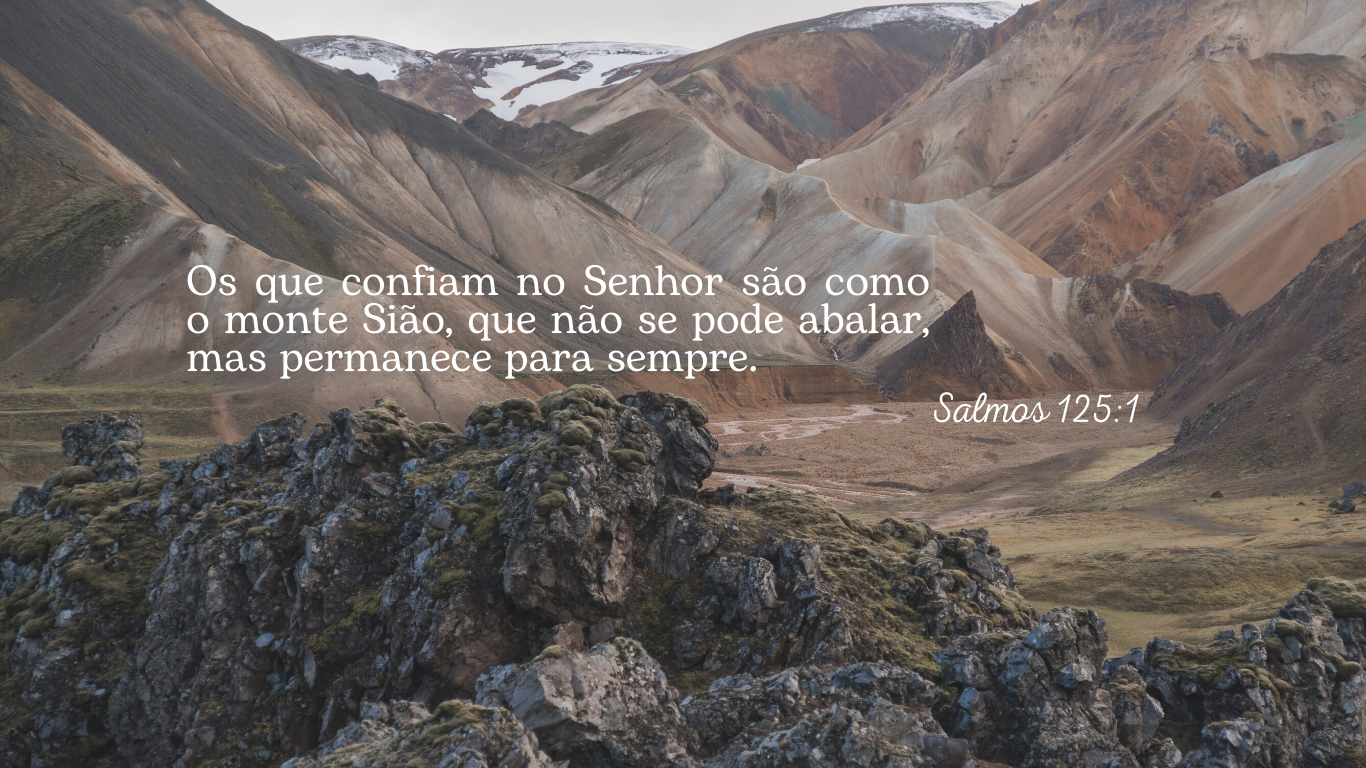 Os que confiam no Senhor são como
o monte Sião, que não se pode abalar,
mas permanece para sempre.
Salmos 125:1